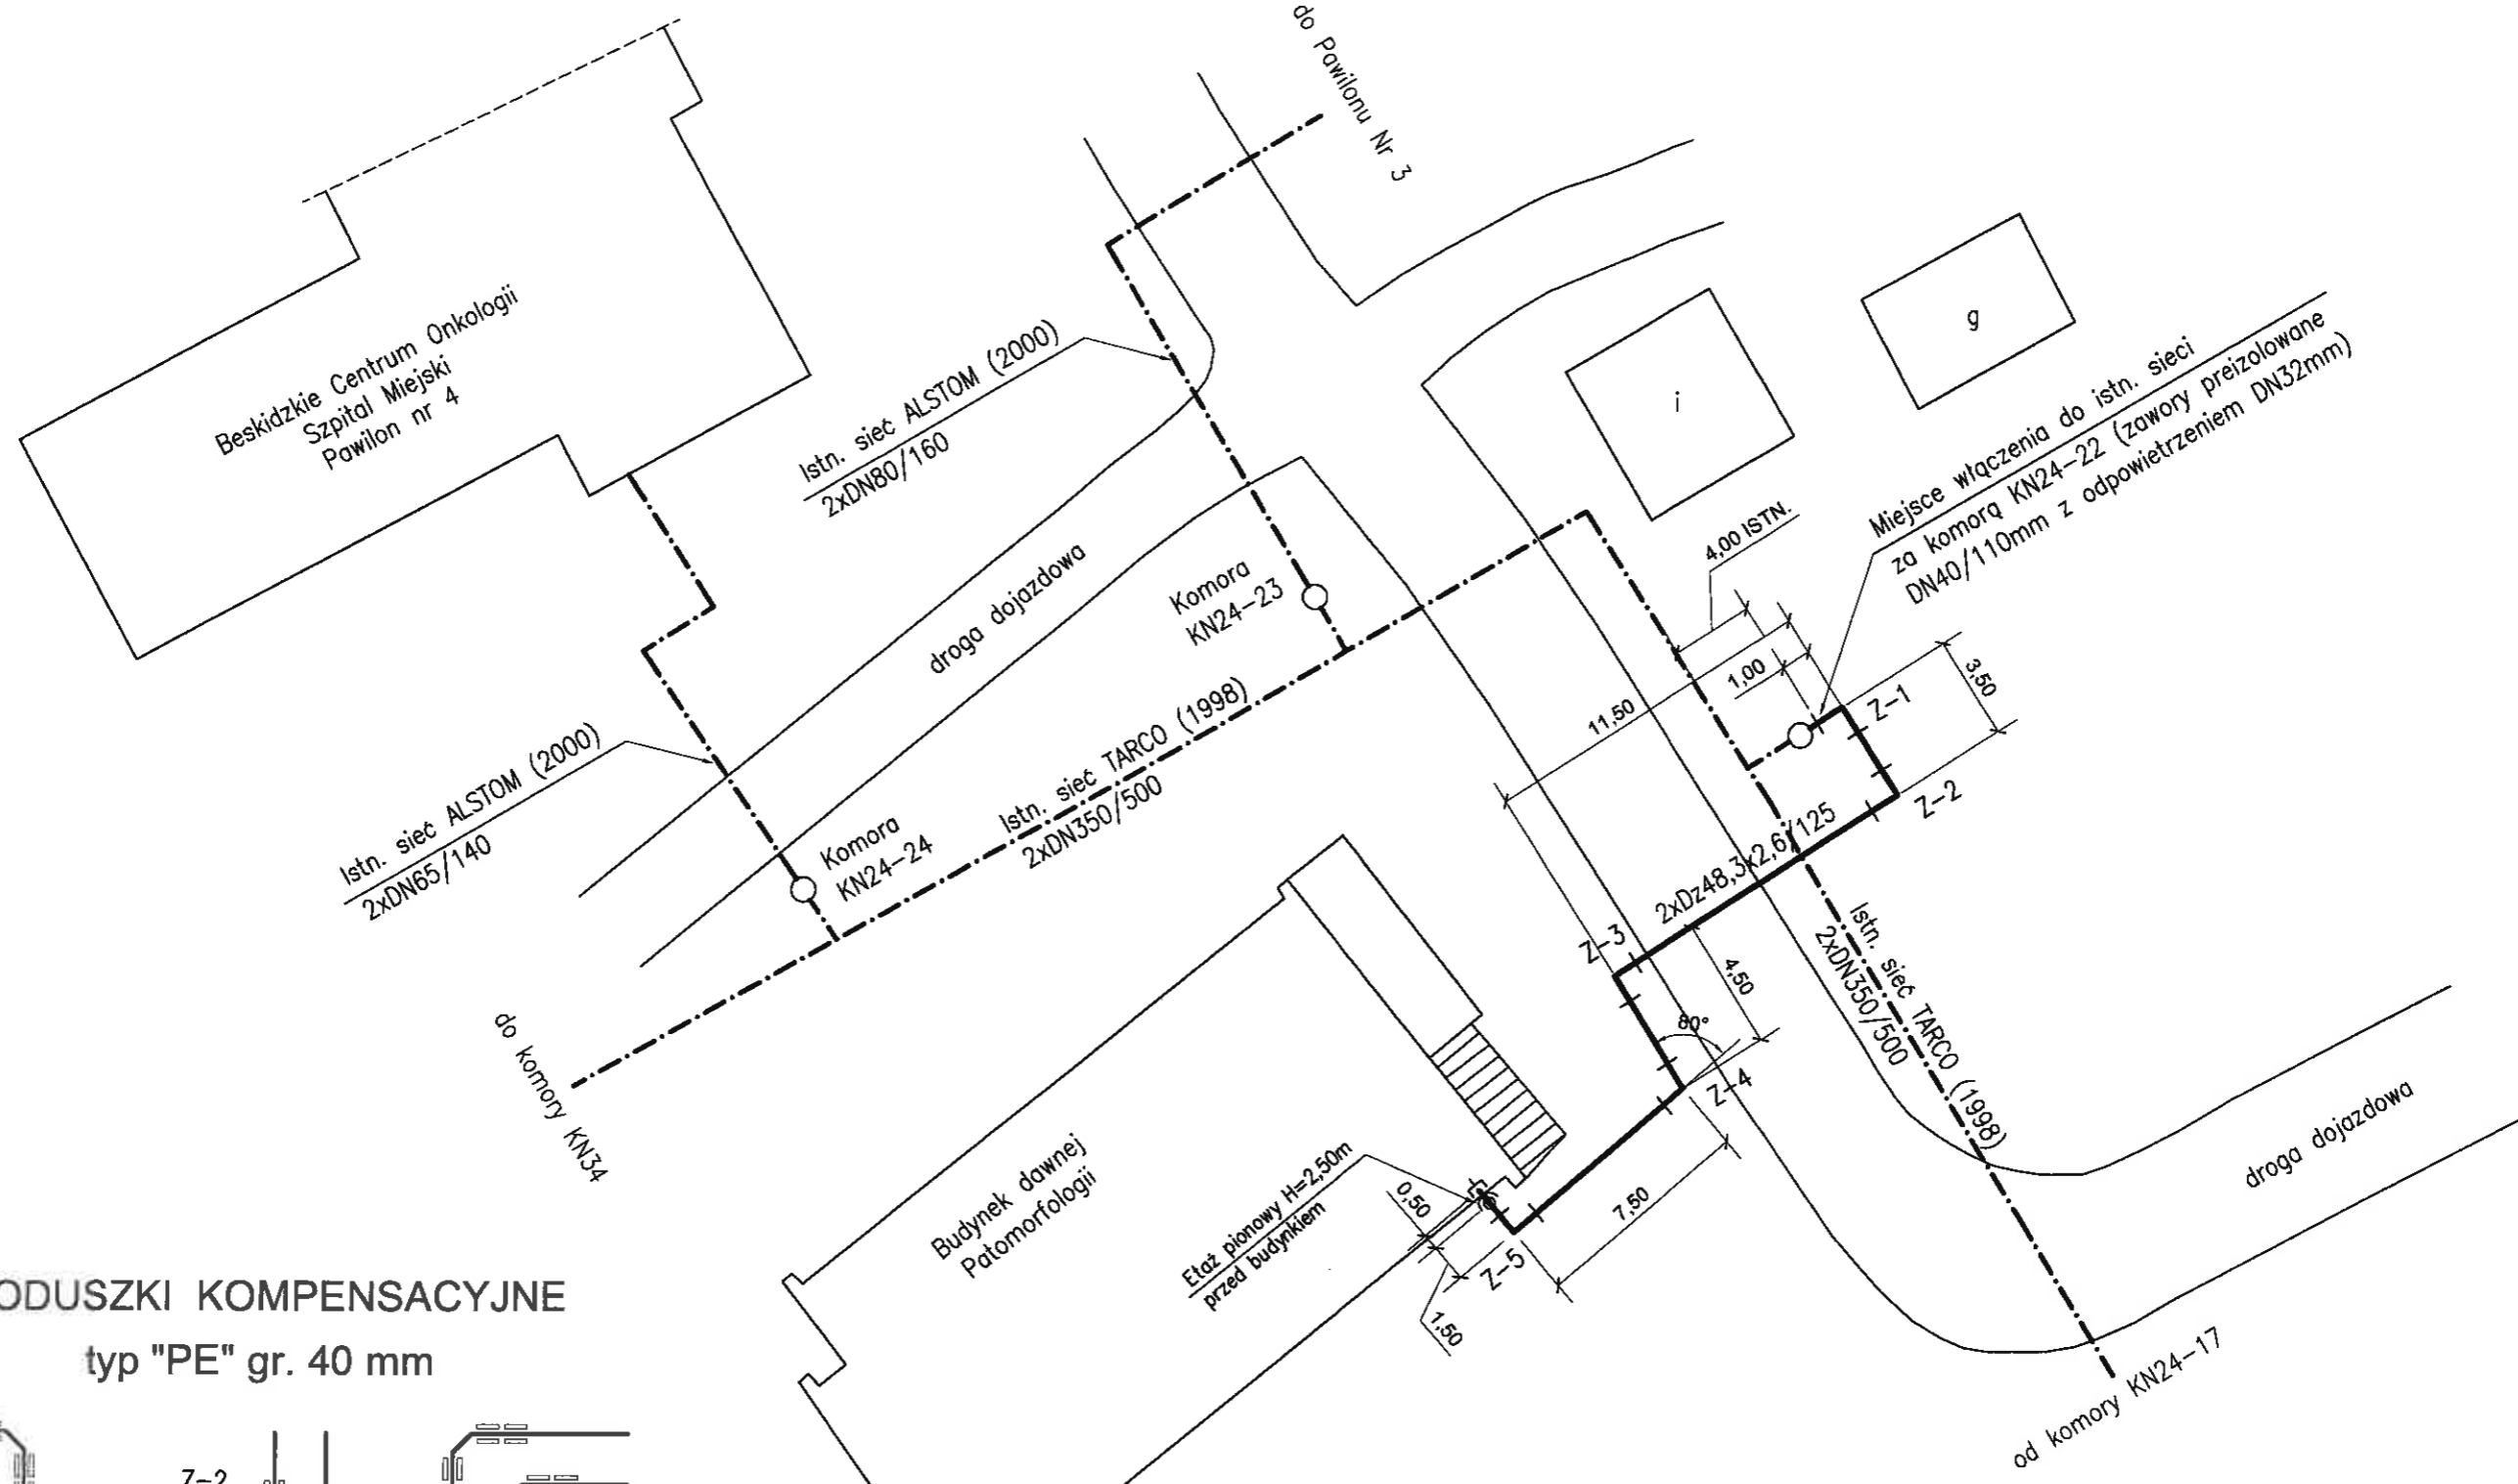 do Pawilonu Nr 3
Beskidzkie Centrum Onkologii
Szpital Miejski
Pawilon nr 4
Istn. sieć ALSTOM (2000)
2xDN80/160
g
i
Miejsce włączenia do istn. sieci
za komorą KN24-22 (zawory preizolowane
DN40/110mm z odpowietrzeniem DN32mm)
4,00 ISTN.
droga dojazdowa
Komora
KN24-23
1,00
3,50
11,50
Z-1
Z-2
Istn. sieć TARCO (1998)
2xDN350/500
Istn. sieć ALSTOM (2000)
2xDN65/140
Komora
KN24-24
2xDz48,3x2,6/125
Z-3
4,50
80°
Z-4
Istn. sieć TARCO (1998)
2xDN350/500
do komory KN34
Budynek dawnej
Patomorfologii
Etaż pionowy H=2,50m
przed budynkiem
0,50
7,50
Z-5
1,50
droga dojazdowa
od komory KN24-17
ODUSZKI KOMPENSACYJNE
typ "PE" gr. 40 mm
Z-2